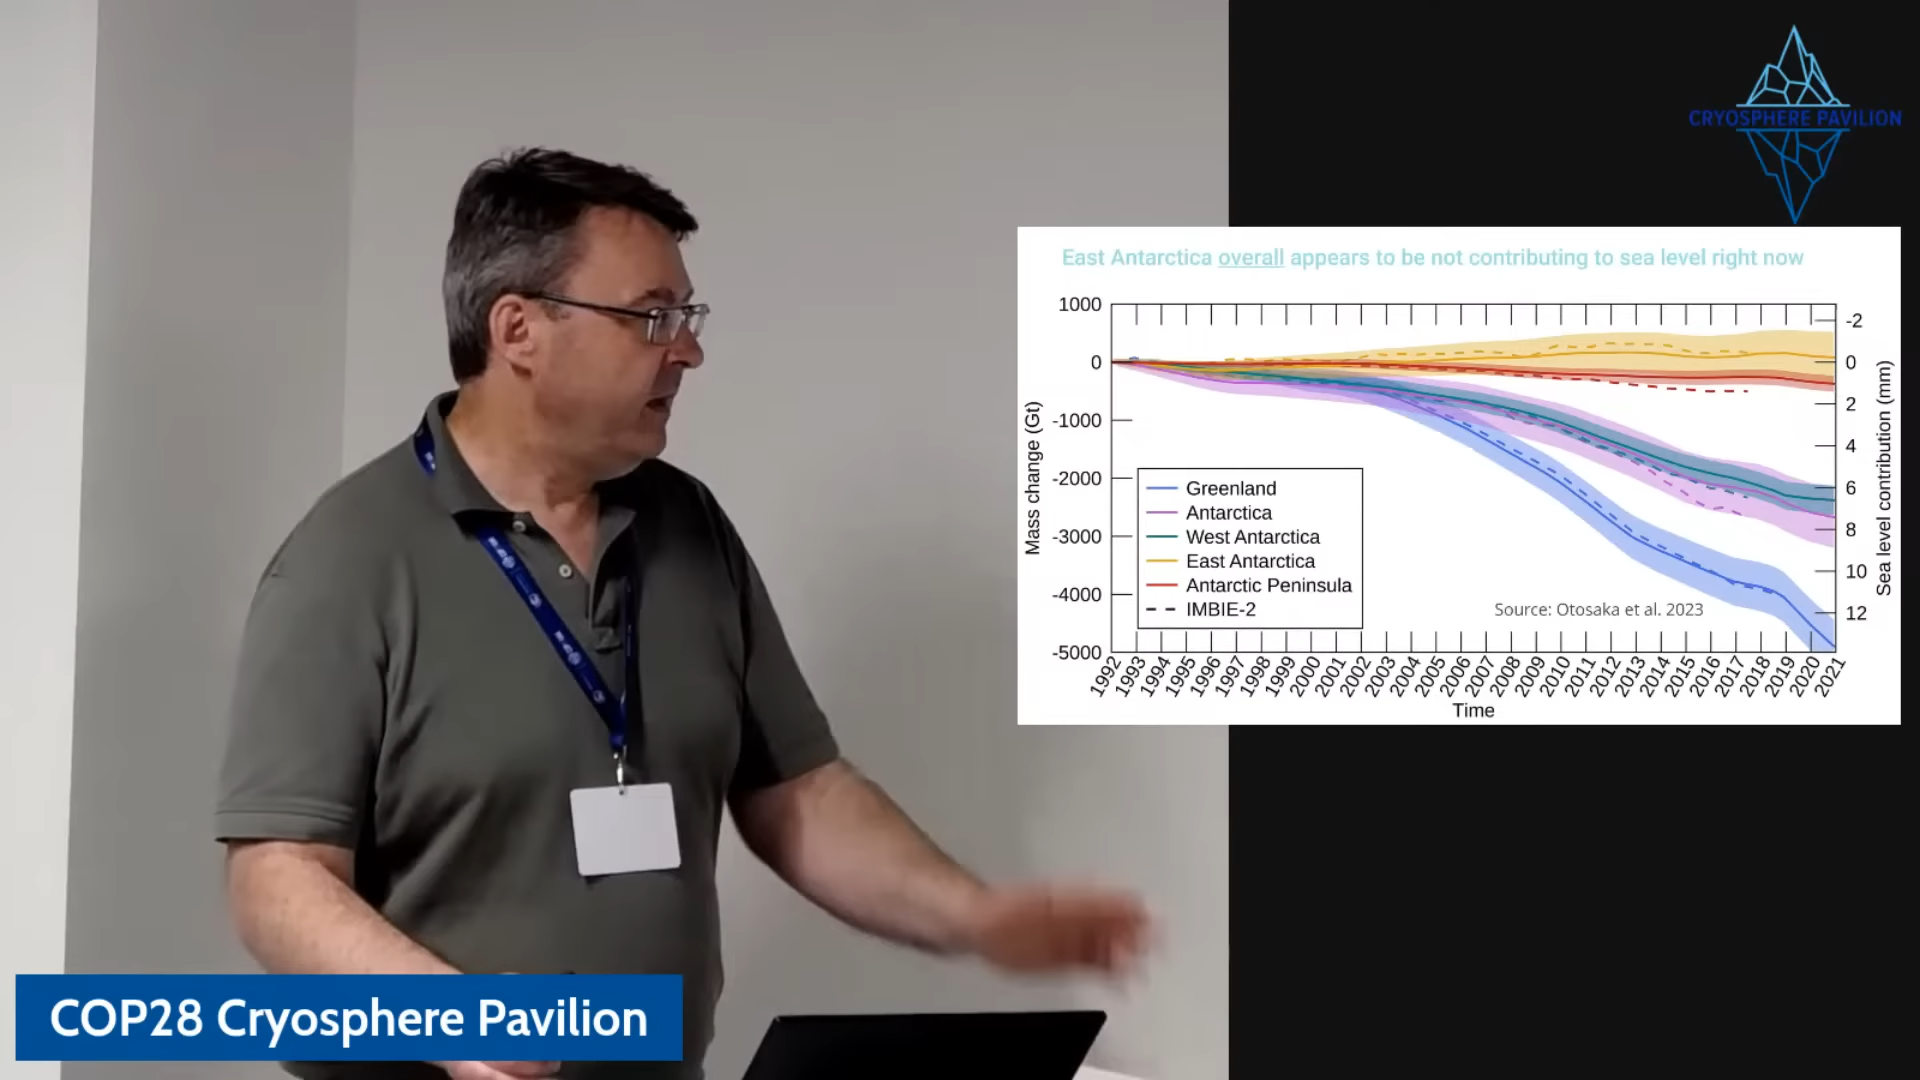 CRYOSPHERE PAVILION
East Antarctica overall appears to be not contributing to sea level right now
1000
0
-1000
-2000
-3000
-4000
-5000
Mass change (Gt)
-2
0
2
4
6
8
10
12
Sea level contribution (mm)
Greenland
Antarctica
West Antarctica
East Antarctica
Antarctic Peninsula
IMBIE-2
Source: Otosaka et al. 2023
1992 1993 1994 1995 1996 1997 1998 1999 2000 2001 2002 2003 2004 2005 2006 2007 2008 2009 2010 2011 2012 2013 2014 2015 2016 2017 2018 2019 2020 2021
Time
COP28 Cryosphere Pavilion